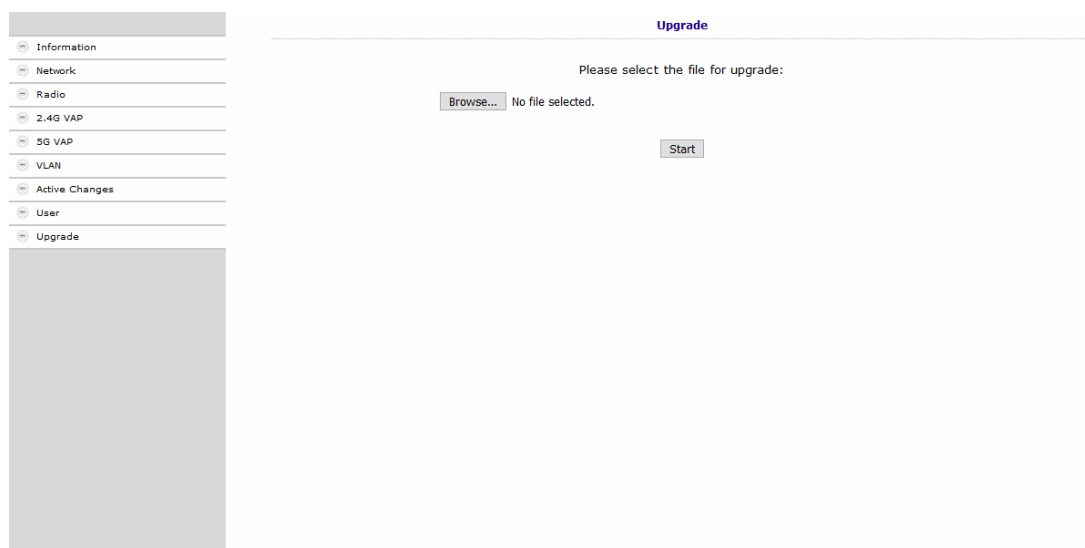 Information
Network
Radio
2.4G VAP
5G VAP
VLAN
Active Changes
User
Upgrade
Upgrade
Please select the file for upgrade:
Browse... No file selected.
Start